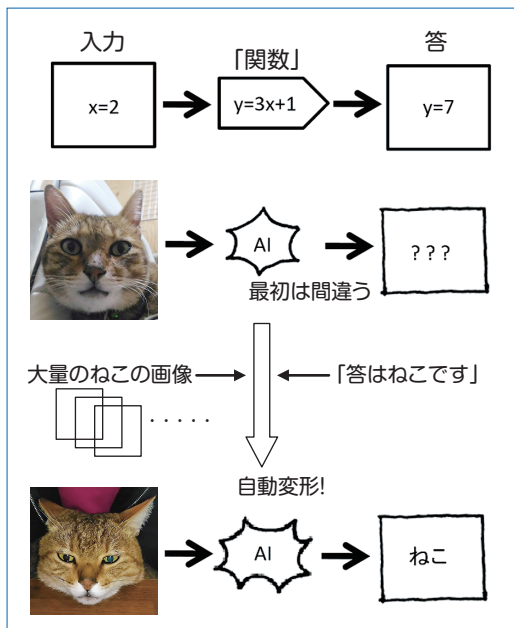 入力
「関数」
答
x=2
y=3x+1
y=7
AI
? ? ?
最初は間違う
大量のねこの画像
「答はねこです」
・・・・・
自動変形!
AI
ねこ